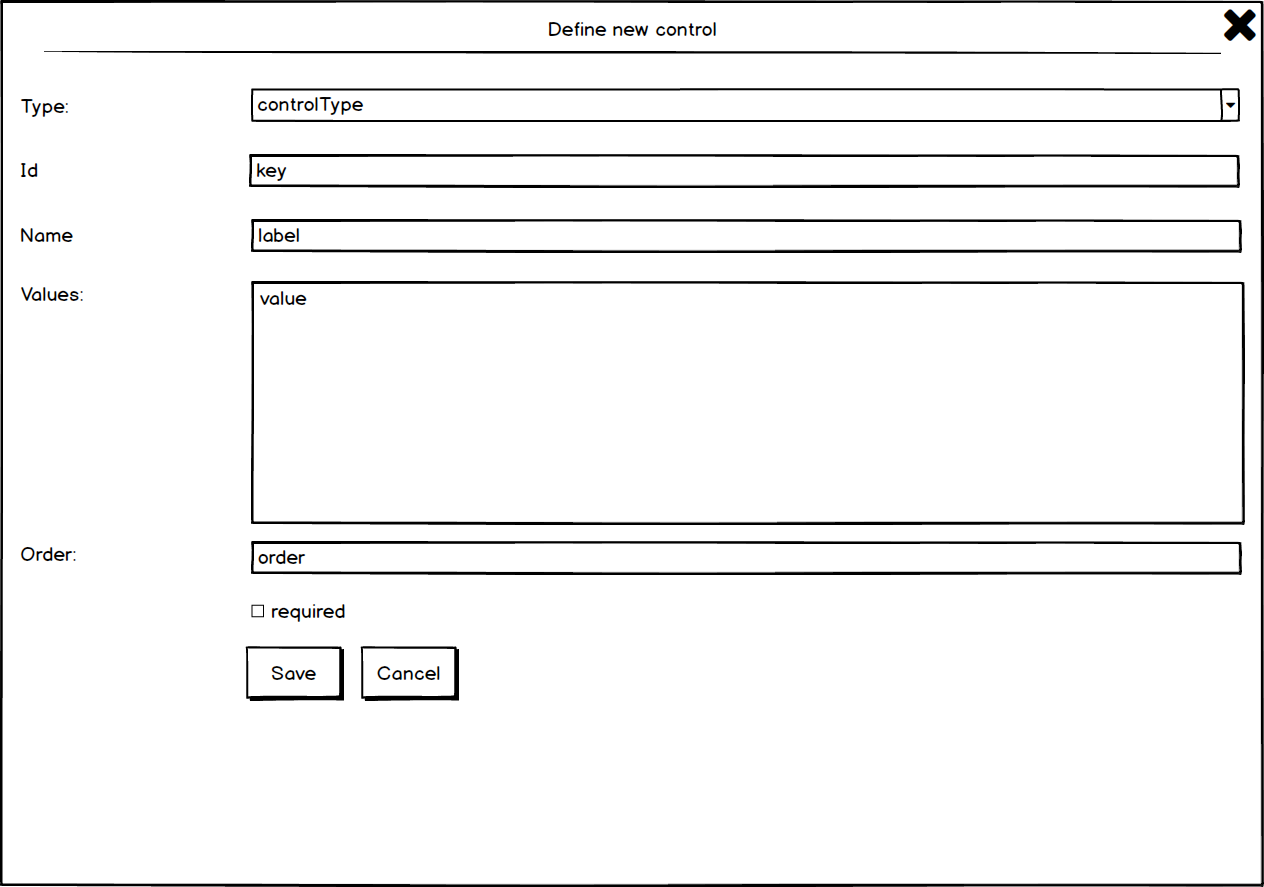 Define new control
Type: controlType
Id key
Name label
Values: value
Order: order
required
Save Cancel